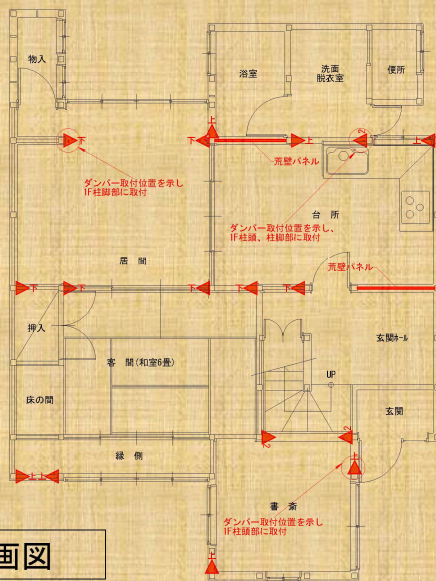 物入
浴室
洗面
脱衣室
便所
上
2
下
下
上
上
荒壁パネル
ダンパー取付位置を示し
1F柱脚部に取付
ダンパー取付位置を示し、
1F柱頭、柱脚部に取付
台所
居間
荒壁パネル
下
下
下
下
下
押入
玄関ホール
客間(和室6畳)
UP
床の間
玄関
2
2
縁側
上
上
上
書斎
ダンパー取付位置を示し
1F柱頭部に取付
上
画図